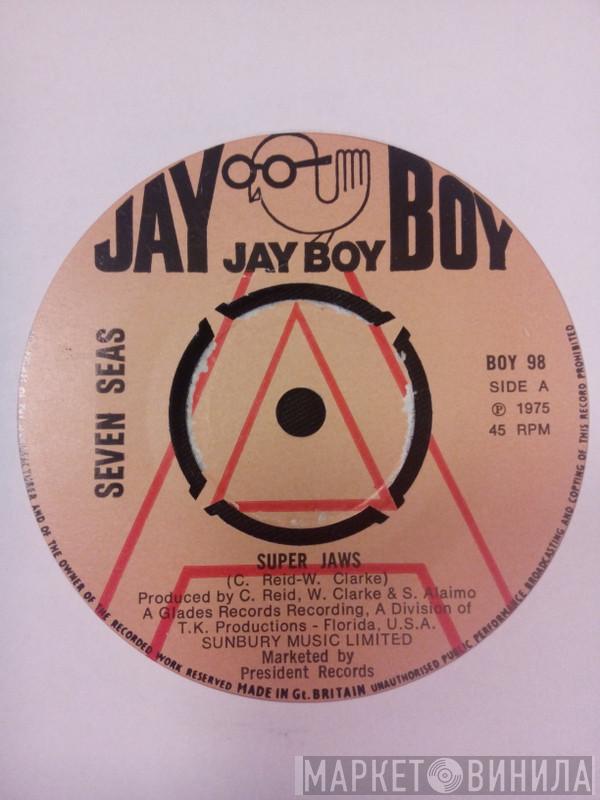 JAY BOY
JAY BOY
SEVEN SEAS
BOY 98
SIDE A
Ⓟ 1975
45 RPM
A
SUPER JAWS
(C. Reid-W. Clarke)
Produced by C. Reid, W. Clarke & S. Alaimo
A Glades Records Recording, A Division of
T.K. Productions - Florida, U.S.A.
SUNBURY MUSIC LIMITED
Marketed by
President Records
AND OF THE OWNER OF THE RECORDED WORK RESERVED MADE IN Gt. BRITAIN UNAUTHORISED PUBLIC PERFORMANCE, BROADCASTING AND COPYING OF THIS RECORD PROHIBITED
МАРКЕТ ВИНИЛА